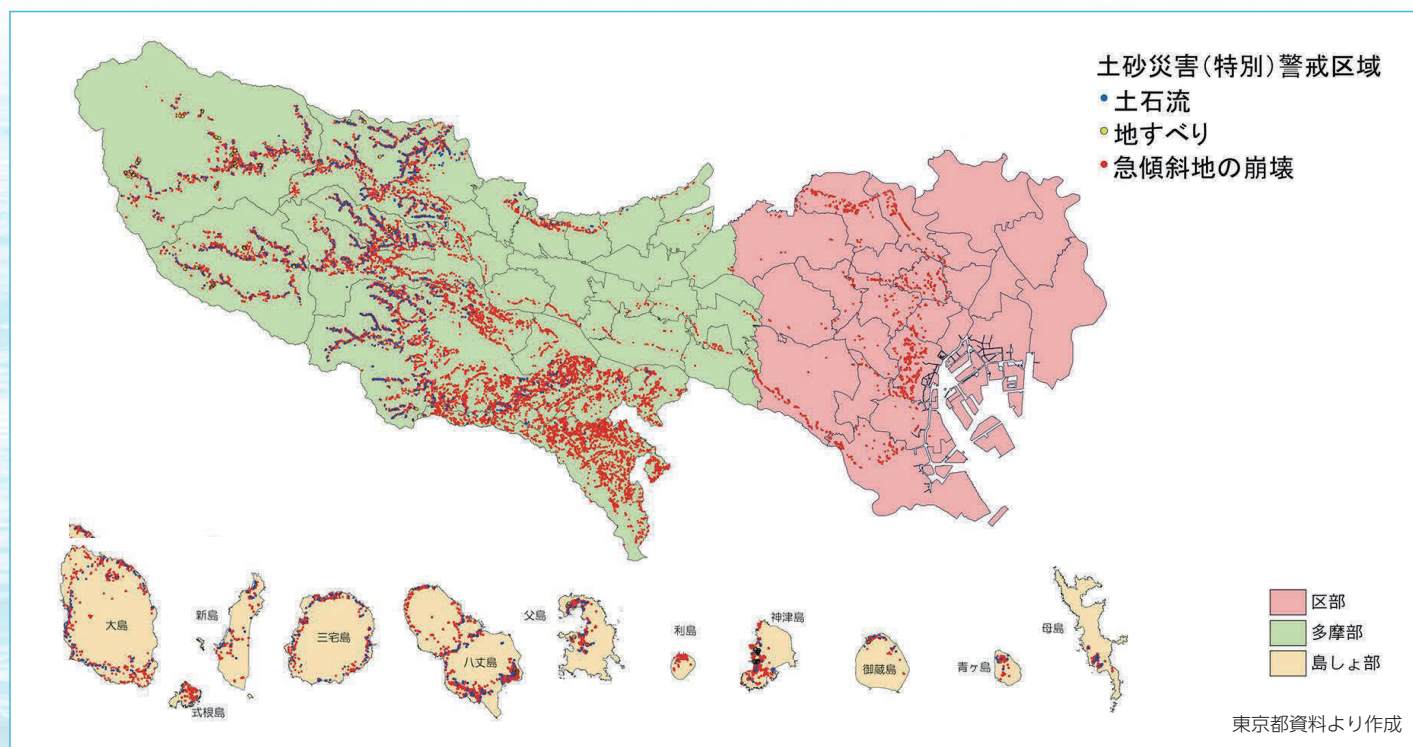 土砂災害(特別)警戒区域
土石流
地すべり
急傾斜地の崩壊
大島
新島
式根島
三宅島
八丈島
父島
利島
神津島
御蔵島
青ヶ島
母島
区部
多摩部
島しょ部
東京都資料より作成